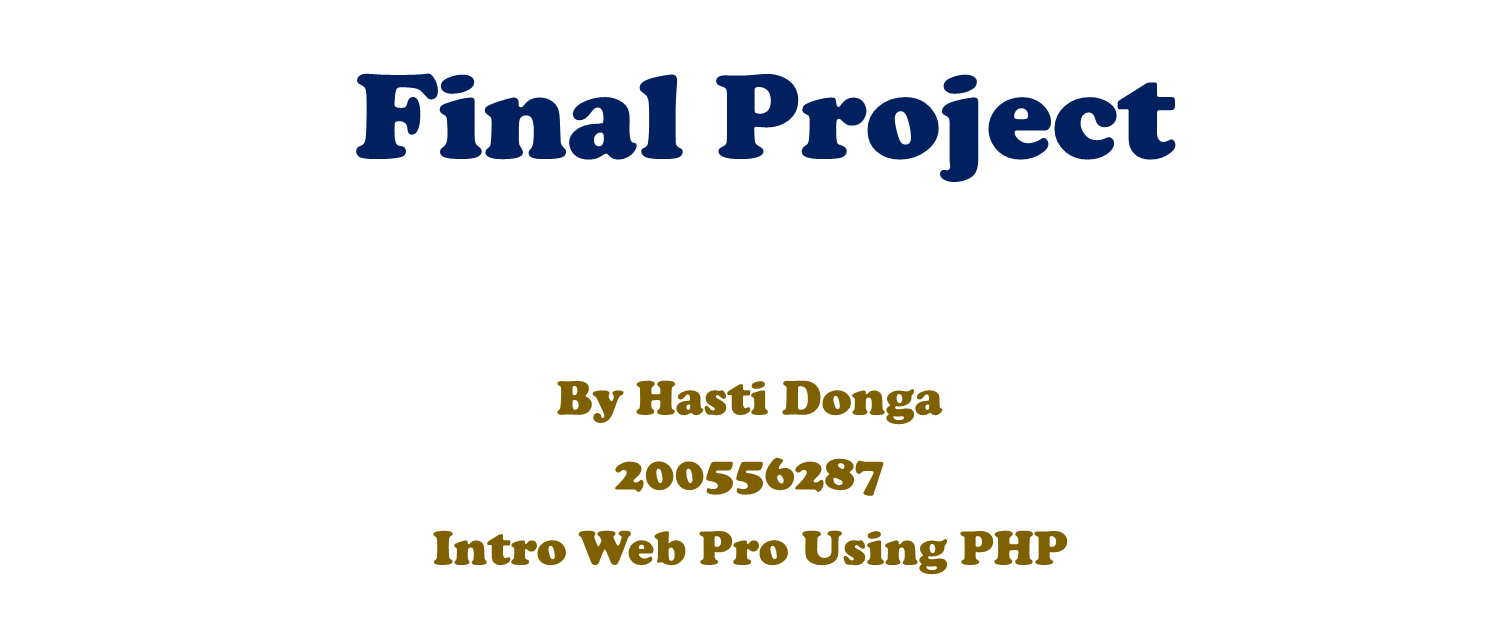 Final Project
By Hasti Donga
200556287
Intro Web Pro Using PHP